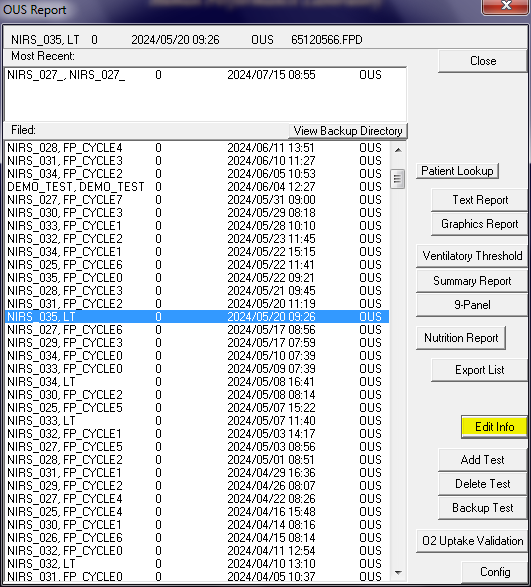 OUS Report
NIRS_035, LT 0 2024/05/20 09:26 OUS 65120566.FPD
Most Recent:
Close
NIRS_027_, NIRS_027_ 0 2024/07/15 08:55 OUS
Filed:
View Backup Directory
NIRS_028, FP_CYCLE4 0 2024/06/11 13:51 OUS
NIRS_031, FP_CYCLE3 0 2024/06/10 11:27 OUS
NIRS_034, FP_CYCLE2 0 2024/06/05 10:53 OUS
DEMO_TEST, DEMO_TEST 0 2024/06/04 12:27 OUS
NIRS_027, FP_CYCLE7 0 2024/05/31 09:00 OUS
NIRS_030, FP_CYCLE3 0 2024/05/29 08:18 OUS
NIRS_033, FP_CYCLE1 0 2024/05/28 10:10 OUS
NIRS_032, FP_CYCLE2 0 2024/05/23 11:45 OUS
NIRS_034, FP_CYCLE1 0 2024/05/22 15:15 OUS
NIRS_025, FP_CYCLE6 0 2024/05/22 11:41 OUS
NIRS_035, FP_CYCLE0 0 2024/05/22 09:21 OUS
NIRS_028, FP_CYCLE3 0 2024/05/21 09:45 OUS
NIRS_031, FP_CYCLE2 0 2024/05/20 11:19 OUS
NIRS_035, LT 0 2024/05/20 09:26 OUS
NIRS_027, FP_CYCLE6 0 2024/05/17 08:56 OUS
NIRS_029, FP_CYCLE3 0 2024/05/17 07:59 OUS
NIRS_034, FP_CYCLE0 0 2024/05/10 07:39 OUS
NIRS_033, FP_CYCLE0 0 2024/05/09 07:39 OUS
NIRS_034, LT 0 2024/05/08 16:41 OUS
NIRS_030, FP_CYCLE2 0 2024/05/08 08:14 OUS
NIRS_025, FP_CYCLE5 0 2024/05/07 15:22 OUS
NIRS_033, LT 0 2024/05/07 11:40 OUS
NIRS_032, FP_CYCLE1 0 2024/05/03 14:17 OUS
NIRS_027, FP_CYCLE5 0 2024/05/03 08:56 OUS
NIRS_028, FP_CYCLE2 0 2024/05/01 08:51 OUS
NIRS_031, FP_CYCLE1 0 2024/04/29 16:36 OUS
NIRS_029, FP_CYCLE2 0 2024/04/26 08:07 OUS
NIRS_027, FP_CYCLE4 0 2024/04/22 08:26 OUS
NIRS_025, FP_CYCLE4 0 2024/04/16 15:48 OUS
NIRS_030, FP_CYCLE1 0 2024/04/14 08:16 OUS
NIRS_026, FP_CYCLE6 0 2024/04/15 08:14 OUS
NIRS_032, FP_CYCLE0 0 2024/04/11 12:54 OUS
NIRS_032, LT 0 2024/04/10 13:10 OUS
NIRS_031, FP_CYCLE0 0 2024/04/05 10:37 OUS
Patient Lookup
Text Report
Graphics Report
Ventilatory Threshold
Summary Report
9-Panel
Nutrition Report
Export List
Edit Info
Add Test
Delete Test
Backup Test
O2 Uptake Validation
Config